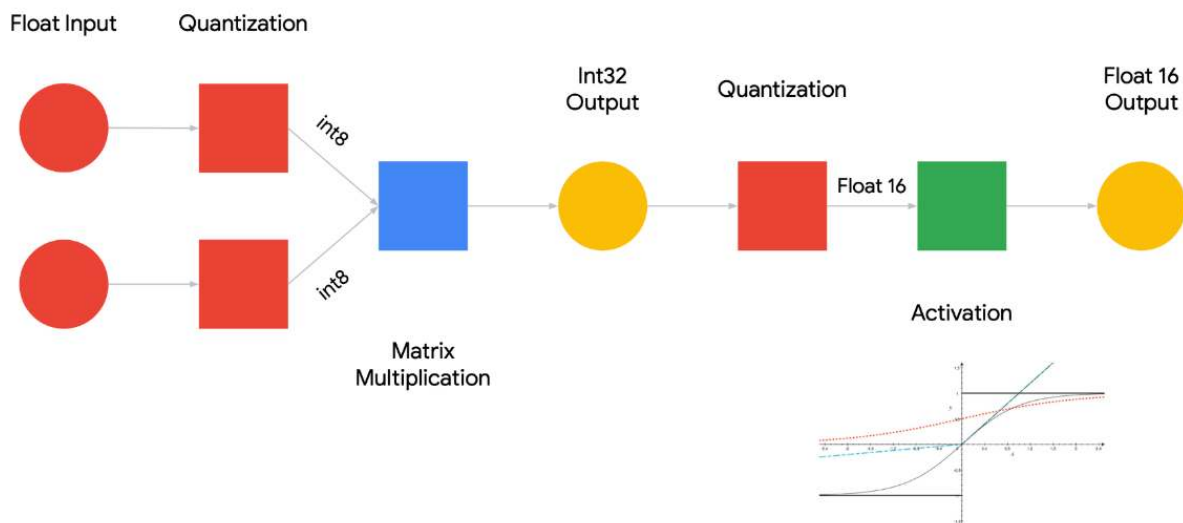 Float Input
Quantization
Int32
Output
Quantization
Float 16
Output
int8
int8
Float 16
Matrix
Multiplication
Activation